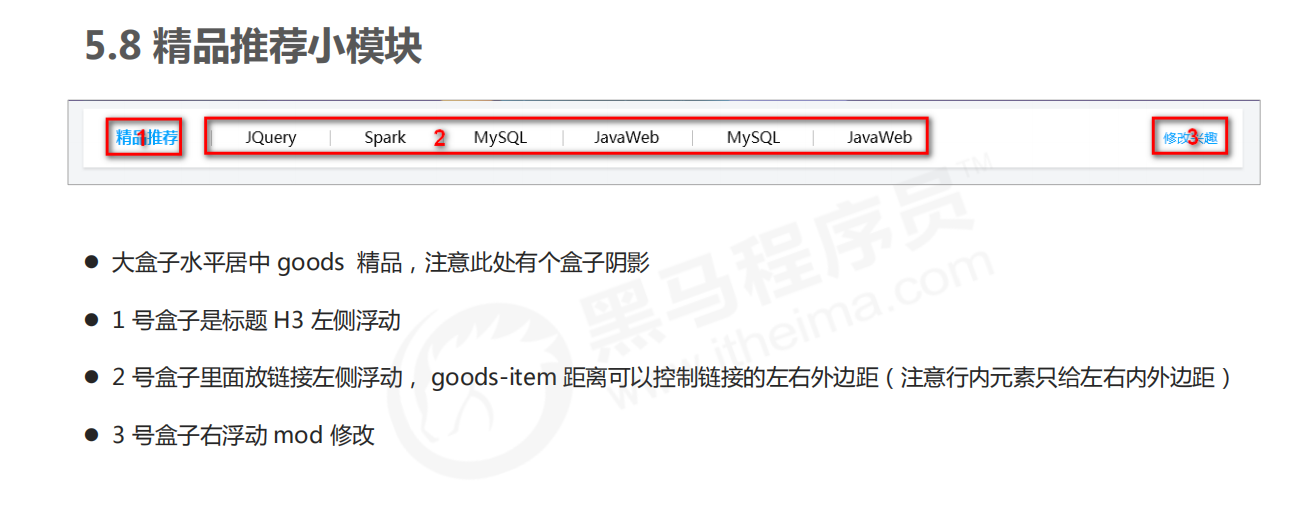 5.8 精品推荐小模块
精品推荐 1 JQuery Spark 2 MySQL JavaWeb MySQL JavaWeb 修改兴趣 3
大盒子水平居中 goods 精品，注意此处有个盒子阴影
1 号盒子是标题 H3 左侧浮动
2 号盒子里面放链接左侧浮动， goods-item 距离可以控制链接的左右外边距（注意行内元素只给左右内外边距）
3 号盒子右浮动 mod 修改
黑马程序员™
www.itheima.com